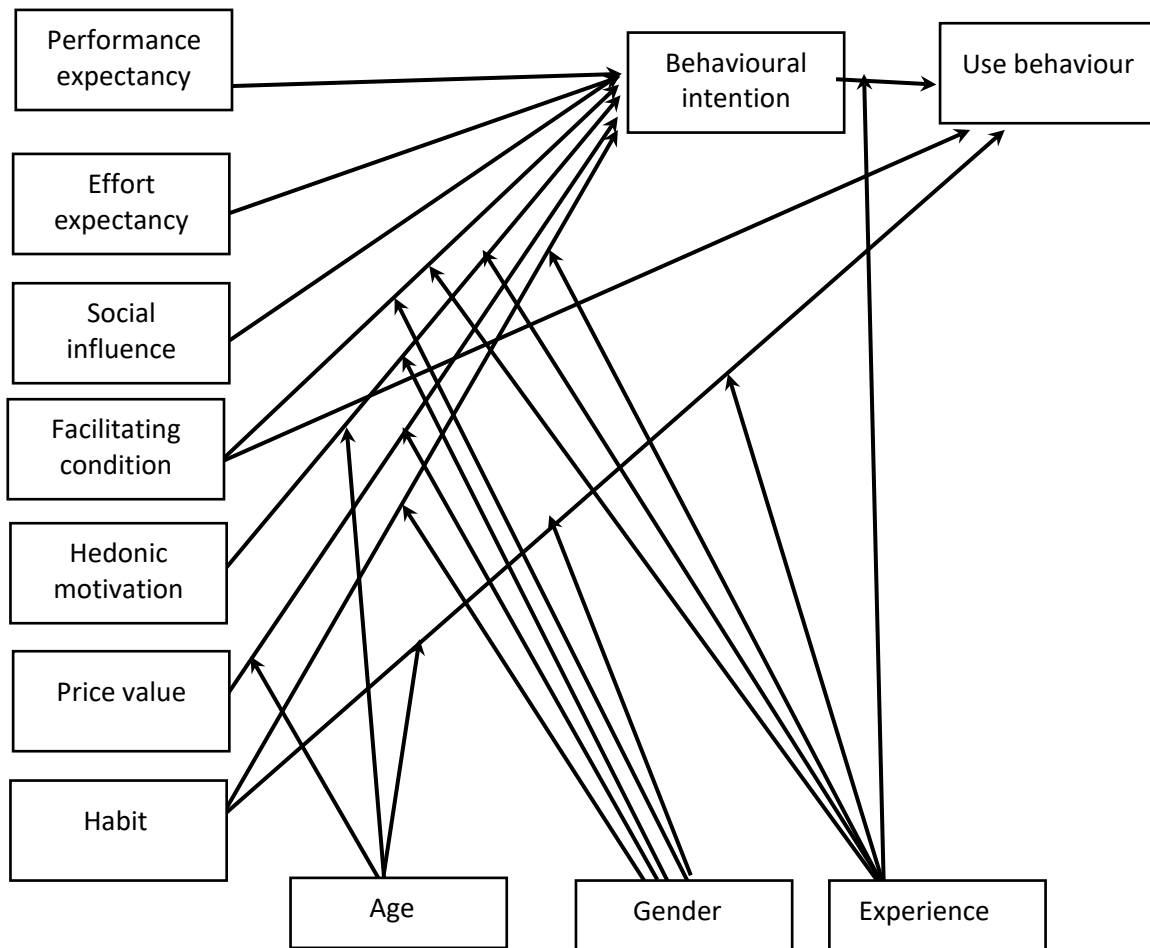 Performance
expectancy
Behavioural
intention
Use behaviour
Effort
expectancy
Social
influence
Facilitating
condition
Hedonic
motivation
Price value
Habit
Age
Gender
Experience